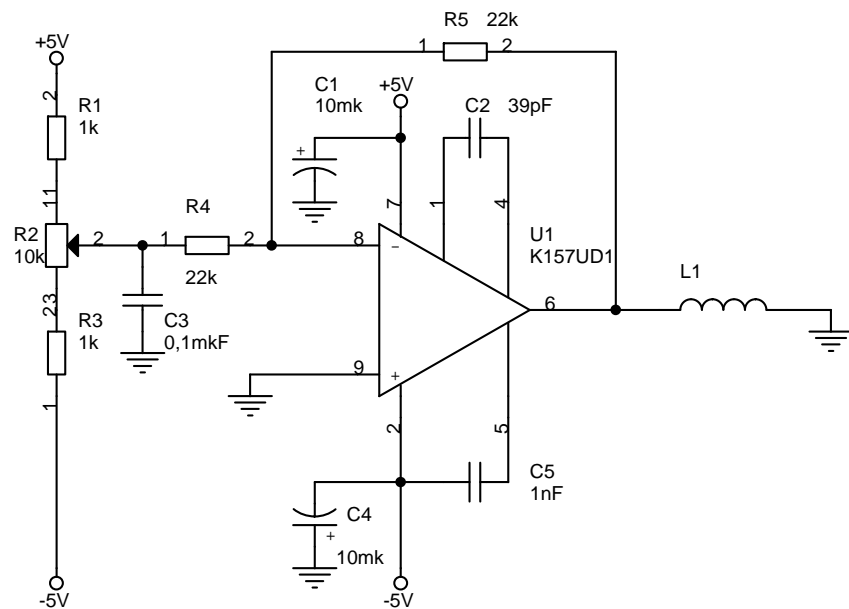 R5 22k
1
2
+5V
2
R1
1k
11
R2
10k
2
23
R3
1k
1
-5V
C1
10mk
+
+5V
C2 39pF
7
1
4
R4
1
2
22k
C3
0,1mkF
8
−
U1
K157UD1
6
L1
9
+
2
5
C5
1nF
C4
+
10mk
-5V